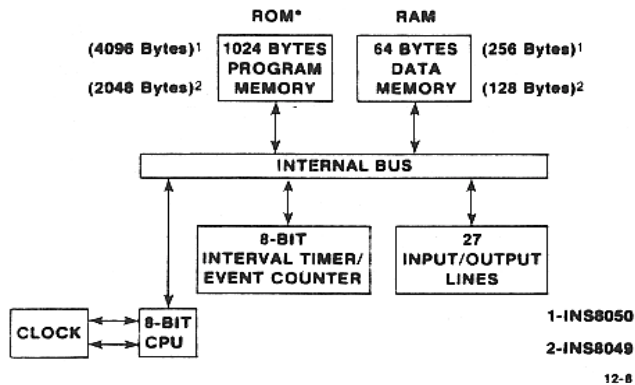 ROM*
RAM
(4096 Bytes)1
(2048 Bytes)2
1024 BYTES
PROGRAM
MEMORY
64 BYTES
DATA
MEMORY
(256 Bytes)1
(128 Bytes)2
INTERNAL BUS
8-BIT
INTERVAL TIMER/
EVENT COUNTER
27
INPUT/OUTPUT
LINES
CLOCK
8-BIT
CPU
1-INS8050
2-INS8049
12-6